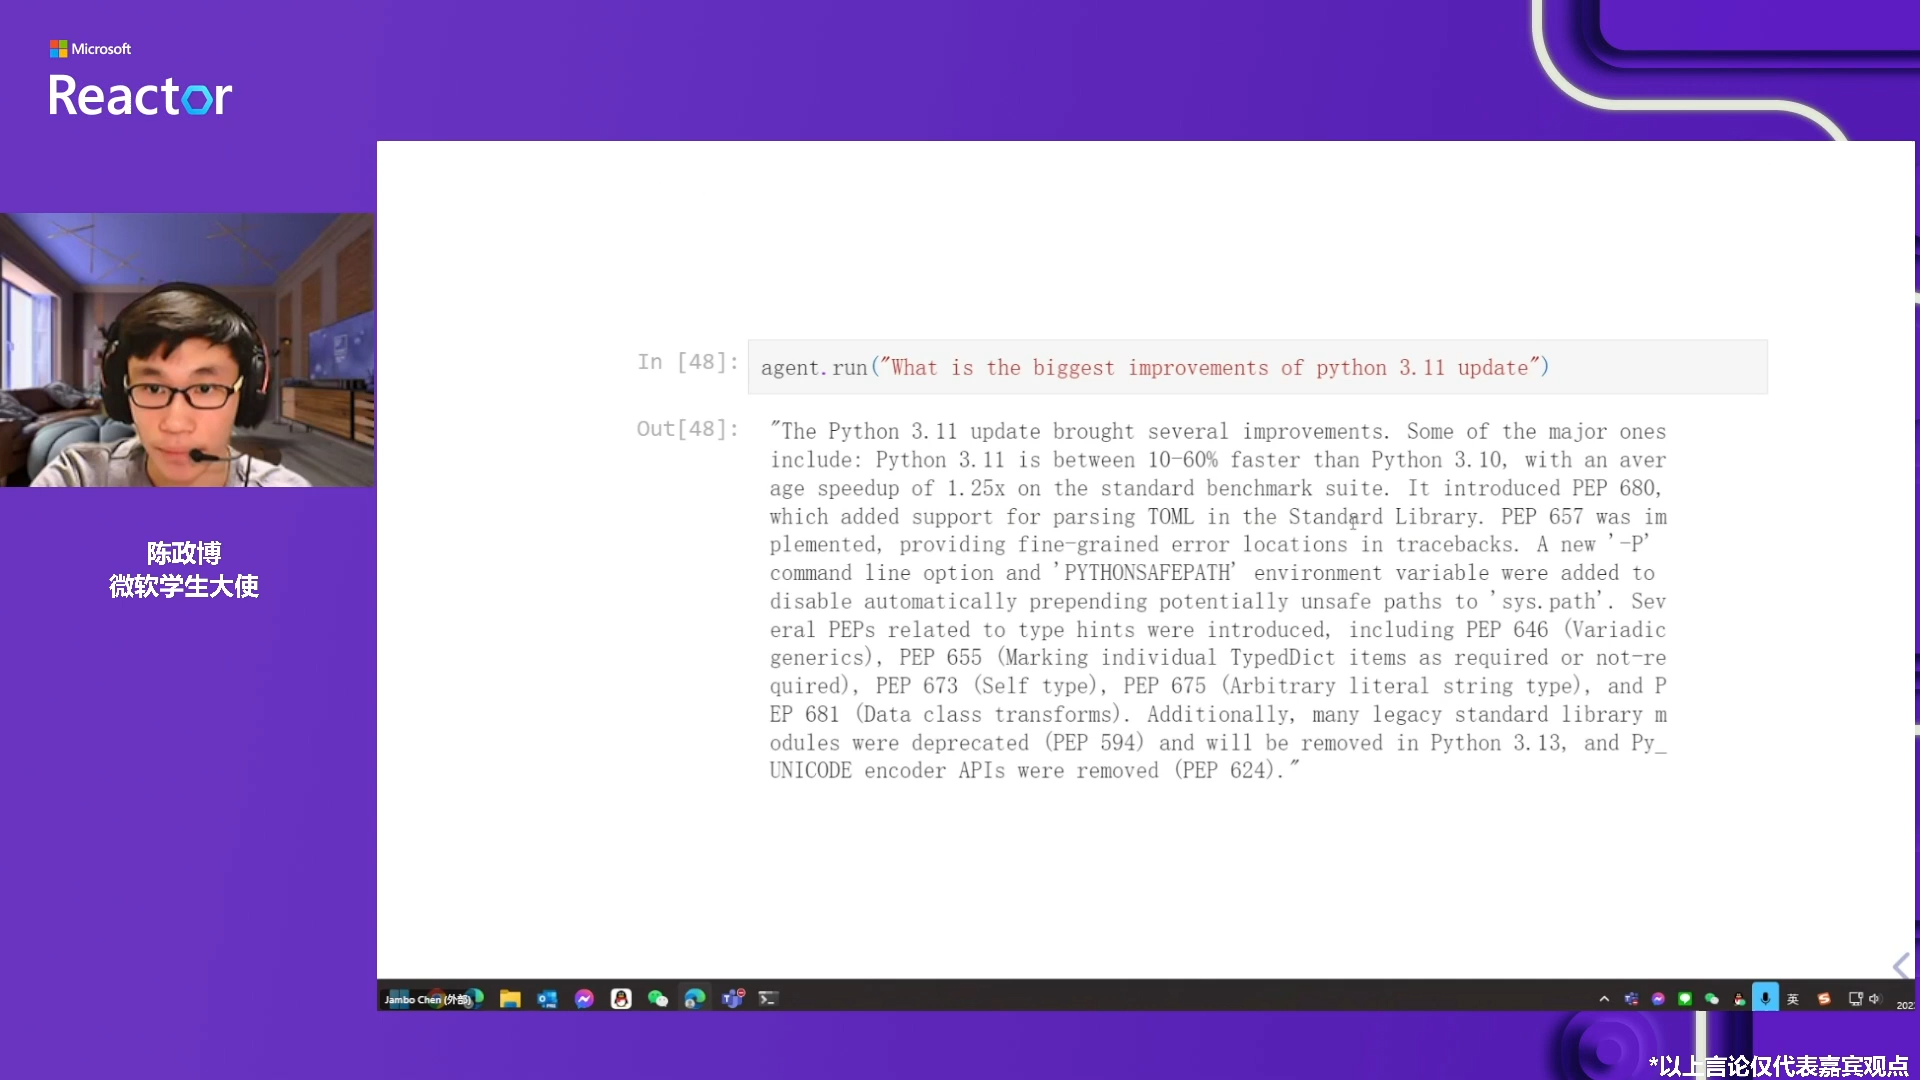 Microsoft
Reactor
陈政博
微软学生大使
In [48]:
agent.run("What is the biggest improvements of python 3.11 update")
Out[48]:
"The Python 3.11 update brought several improvements. Some of the major ones
include: Python 3.11 is between 10-60% faster than Python 3.10, with an aver
age speedup of 1.25x on the standard benchmark suite. It introduced PEP 680,
which added support for parsing TOML in the Standard Library. PEP 657 was im
plemented, providing fine-grained error locations in tracebacks. A new '-P'
command line option and 'PYTHONSAFEPATH' environment variable were added to
disable automatically prepending potentially unsafe paths to 'sys.path'. Sev
eral PEPs related to type hints were introduced, including PEP 646 (Variadic
generics), PEP 655 (Marking individual TypedDict items as required or not-re
quired), PEP 673 (Self type), PEP 675 (Arbitrary literal string type), and P
EP 681 (Data class transforms). Additionally, many legacy standard library m
odules were deprecated (PEP 594) and will be removed in Python 3.13, and Py_
UNICODE encoder APIs were removed (PEP 624)."
Jambo Chen (外部)
英
202
*以上言论仅代表嘉宾观点